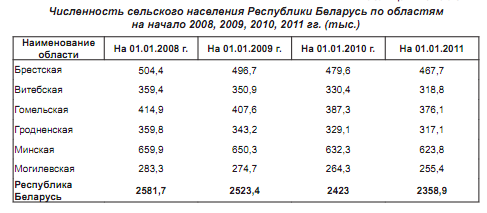 Численность сельского населения Республики Беларусь по областям
на начало 2008, 2009, 2010, 2011 гг. (тыс.)
Наименование области На 01.01.2008 г. На 01.01.2009 г. На 01.01.2010 г. На 01.01.2011
Брестская 504,4 496,7 479,6 467,7
Витебская 359,4 350,9 330,4 318,8
Гомельская 414,9 407,6 387,3 376,1
Гродненская 359,8 343,2 329,1 317,1
Минская 659,9 650,3 632,3 623,8
Могилевская 283,3 274,7 264,3 255,4
Республика Беларусь 2581,7 2523,4 2423 2358,9